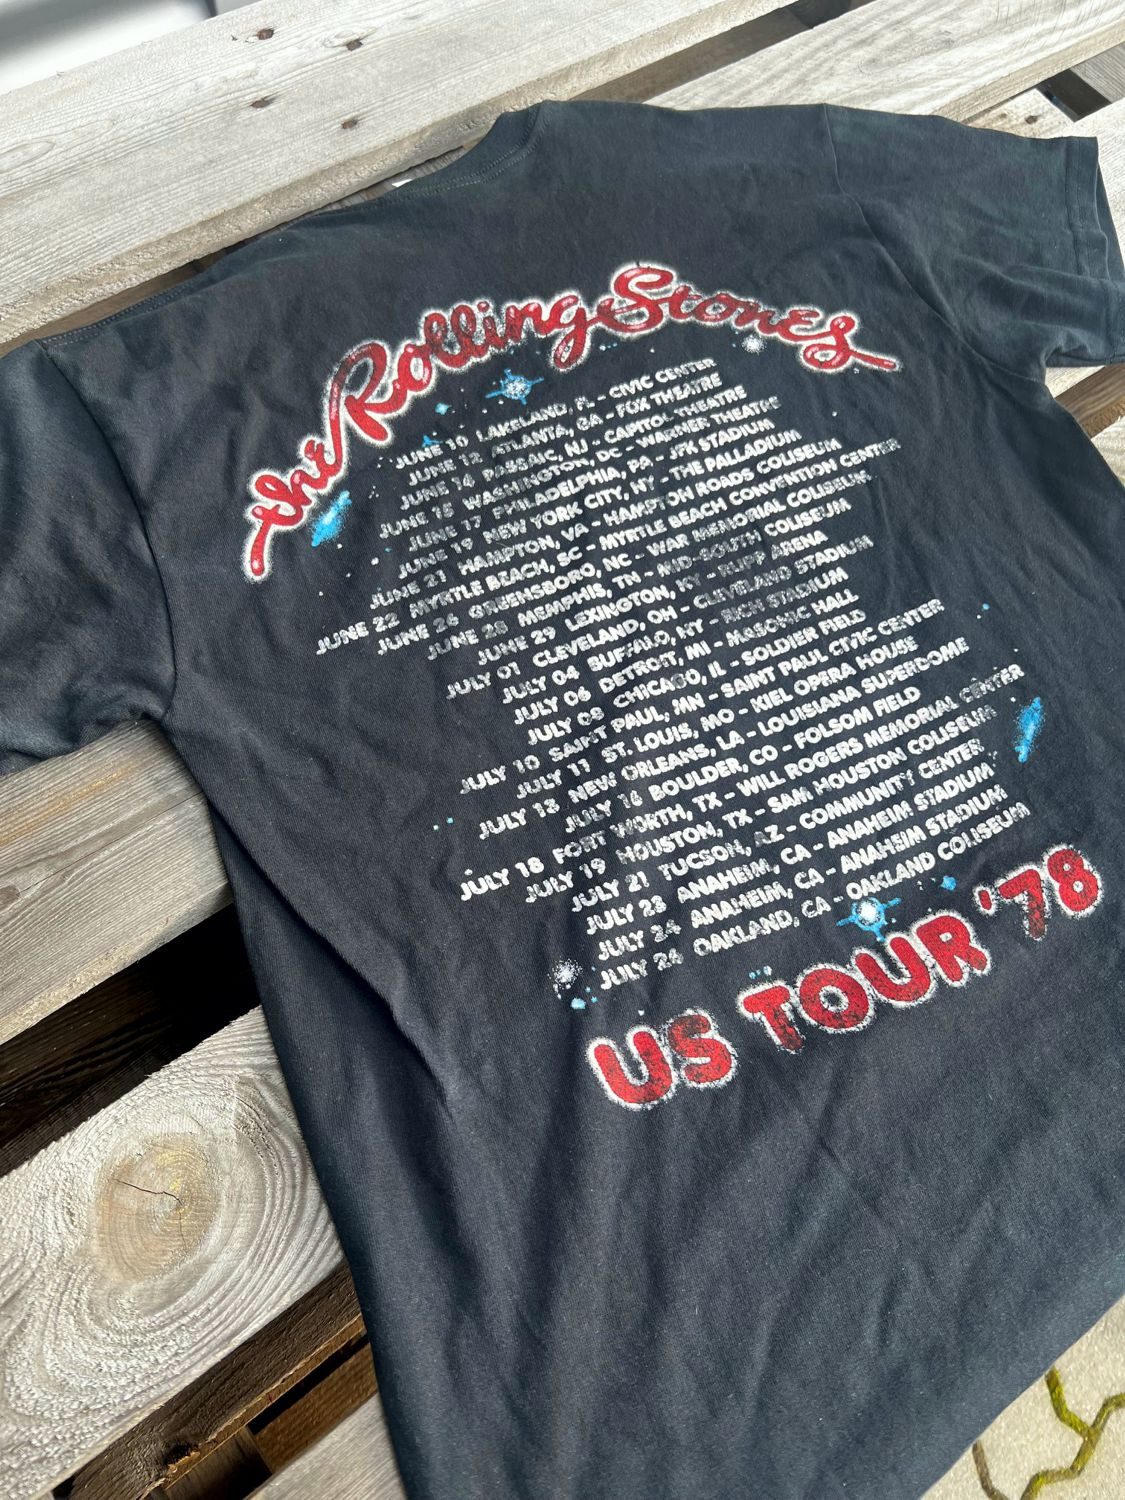 the Rolling Stones
JUNE 10 LAKELAND, FL - CIVIC CENTER
JUNE 12 ATLANTA, GA - FOX THEATRE
JUNE 14 PASSAIC, NJ - CAPITOL THEATRE
JUNE 15 WASHINGTON, DC - WARNER THEATRE
JUNE 17 PHILADELPHIA, PA - JFK STADIUM
JUNE 19 NEW YORK CITY, NY - THE PALLADIUM
JUNE 21 HAMPTON, VA - HAMPTON ROADS COLISEUM
JUNE 22 MYRTLE BEACH, SC - MYRTLE BEACH CONVENTION CENTER
JUNE 26 GREENSBORO, NC - WAR MEMORIAL COLISEUM
JUNE 28 MEMPHIS, TN - MID-SOUTH COLISEUM
JUNE 29 LEXINGTON, KY - RUPP ARENA
JULY 01 CLEVELAND, OH - CLEVELAND STADIUM
JULY 04 BUFFALO, NY - RICH STADIUM
JULY 06 DETROIT, MI - MASONIC HALL
JULY 08 CHICAGO, IL - SOLDIER FIELD
JULY 10 SAINT PAUL, MN - SAINT PAUL CIVIC CENTER
JULY 11 ST. LOUIS, MO - KIEL OPERA HOUSE
JULY 13 NEW ORLEANS, LA - LOUISIANA SUPERDOME
JULY 16 BOULDER, CO - FOLSOM FIELD
JULY 18 FORT WORTH, TX - WILL ROGERS MEMORIAL CENTER
JULY 19 HOUSTON, TX - SAM HOUSTON COLISEUM
JULY 21 TUCSON, AZ - COMMUNITY CENTER
JULY 23 ANAHEIM, CA - ANAHEIM STADIUM
JULY 24 ANAHEIM, CA - ANAHEIM STADIUM
JULY 26 OAKLAND, CA - OAKLAND COLISEUM
US TOUR '78